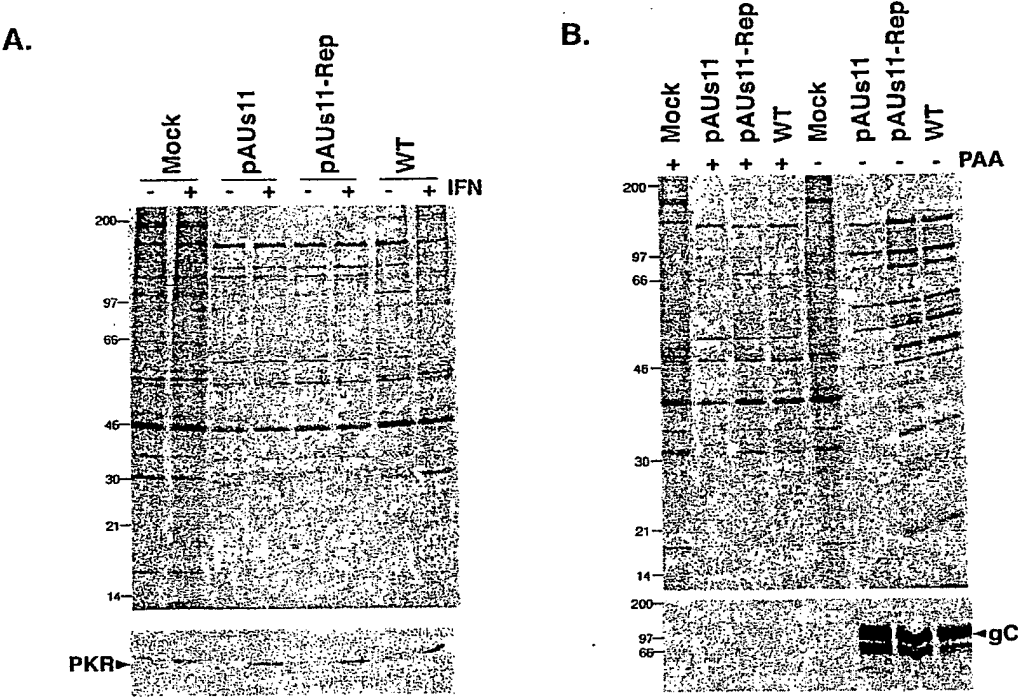 A.
Mock
pAUs11
pAUs11-Rep
WT
- + - + - + - + IFN
200
97
66
46
30
21
14
PKR
B.
Mock
pAUs11
pAUs11-Rep
WT
Mock
pAUs11
pAUs11-Rep
WT
+ + + + - - - - PAA
200
97
66
46
30
21
14
200
97
66
gC